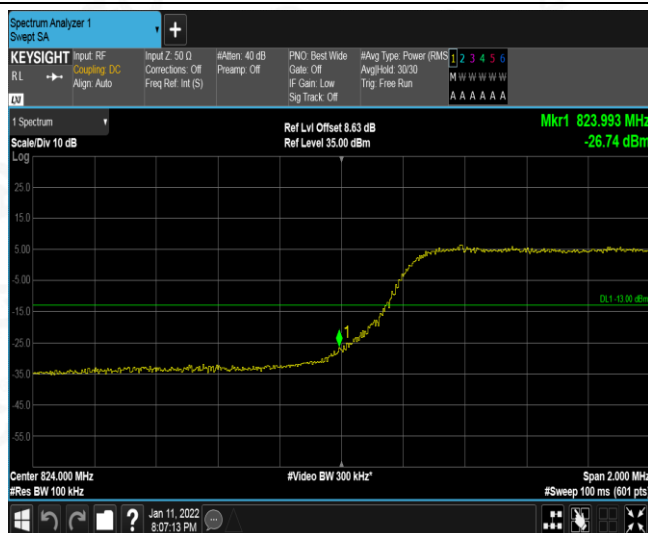 Spectrum Analyzer 1
Swept SA
KEYSIGHT
RL
Input: RF
Coupling: DC
Align: Auto
Input Z: 50 Ω
Corrections: Off
Freq Ref: Int (S)
#Atten: 40 dB
Preamp: Off
PNO: Best Wide
Gate: Off
IF Gain: Low
Sig Track: Off
#Avg Type: Power (RMS
Avg|Hold: 30/30
Trig: Free Run
1 2 3 4 5 6
M W W W W W
A A A A A A
1 Spectrum
Scale/Div 10 dB
Log
Ref Lvl Offset 8.63 dB
Ref Level 35.00 dBm
Mkr1 823.993 MHz
-26.74 dBm
25.0
15.0
5.00
-5.00
-15.0
-25.0
-35.0
-45.0
-55.0
DL1 -13.00 dBm
1
Center 824.000 MHz
#Res BW 100 kHz
#Video BW 300 kHz*
Span 2.000 MHz
#Sweep 100 ms (601 pts)
Jan 11, 2022
8:07:13 PM